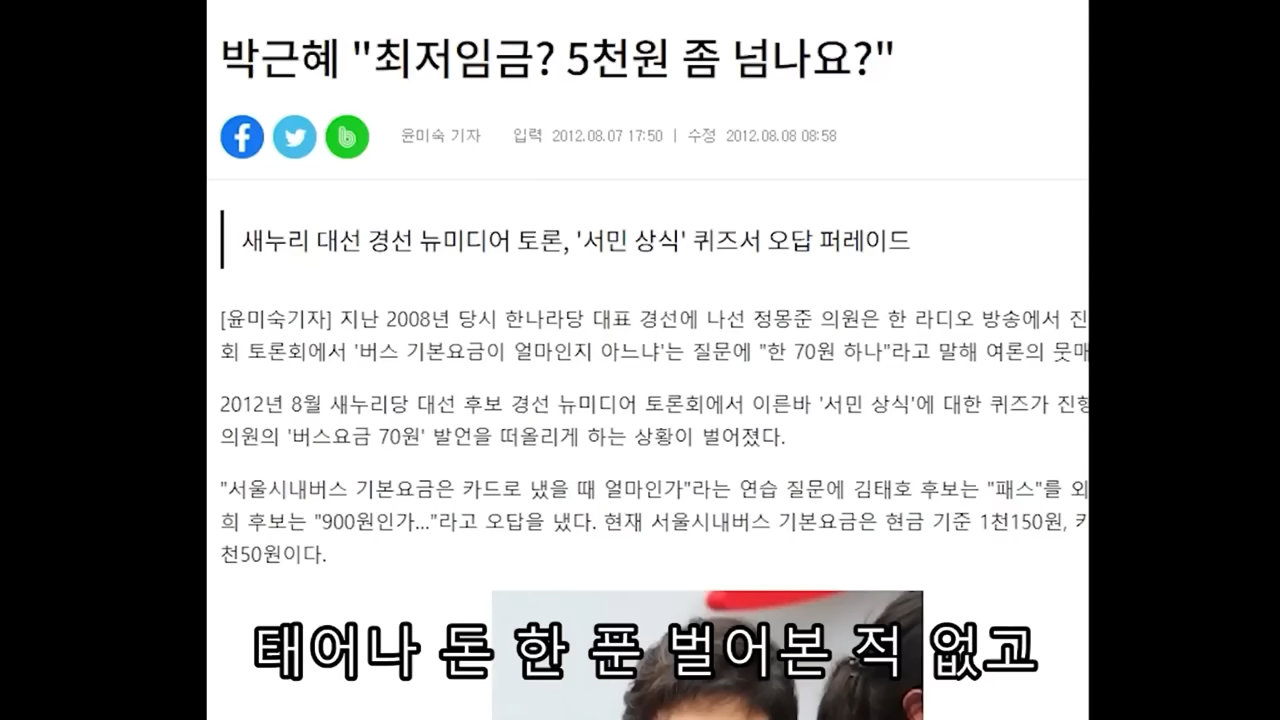 박근혜 "최저임금? 5천원 좀 넘나요?"
윤미숙 기자 입력 2012.08.07 17:50 | 수정 2012.08.08 08:58
새누리 대선 경선 뉴미디어 토론, '서민 상식' 퀴즈서 오답 퍼레이드
[윤미숙기자] 지난 2008년 당시 한나라당 대표 경선에 나선 정몽준 의원은 한 라디오 방송에서 진
회 토론회에서 '버스 기본요금이 얼마인지 아느냐'는 질문에 "한 70원 하나"라고 말해 여론의 뭇매
2012년 8월 새누리당 대선 후보 경선 뉴미디어 토론회에서 이른바 '서민 상식'에 대한 퀴즈가 진행
의원의 '버스요금 70원' 발언을 떠올리게 하는 상황이 벌어졌다.
"서울시내버스 기본요금은 카드로 냈을 때 얼마인가"라는 연습 질문에 김태호 후보는 "패스"를 외
희 후보는 "900원인가..."라고 오답을 냈다. 현재 서울시내버스 기본요금은 현금 기준 1천150원, 카
천50원이다.
태어나 돈 한 푼 벌어본 적 없고